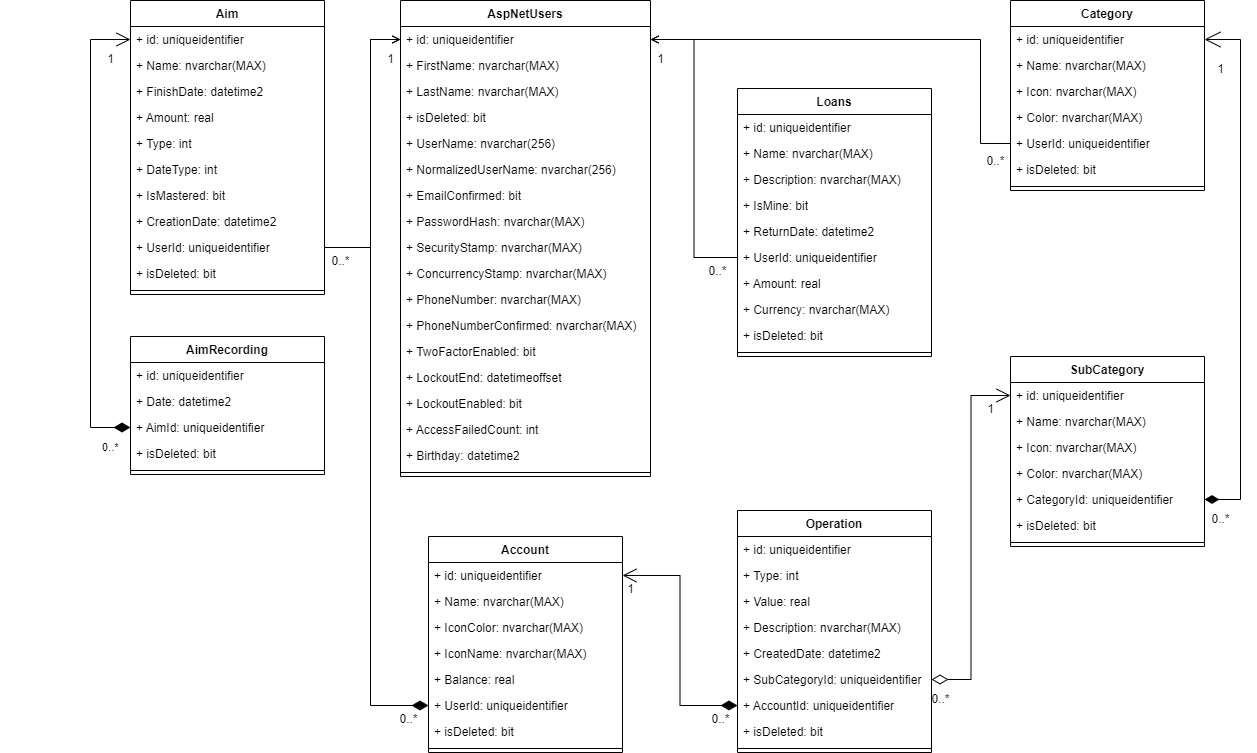 Aim
+ id: uniqueidentifier
+ Name: nvarchar(MAX)
+ FinishDate: datetime2
+ Amount: real
+ Type: int
+ DateType: int
+ IsMastered: bit
+ CreationDate: datetime2
+ UserId: uniqueidentifier
+ isDeleted: bit
1
0..*
AimRecording
+ id: uniqueidentifier
+ Date: datetime2
+ AimId: uniqueidentifier
+ isDeleted: bit
0..*
AspNetUsers
+ id: uniqueidentifier
+ FirstName: nvarchar(MAX)
+ LastName: nvarchar(MAX)
+ isDeleted: bit
+ UserName: nvarchar(256)
+ NormalizedUserName: nvarchar(256)
+ EmailConfirmed: bit
+ PasswordHash: nvarchar(MAX)
+ SecurityStamp: nvarchar(MAX)
+ ConcurrencyStamp: nvarchar(MAX)
+ PhoneNumber: nvarchar(MAX)
+ PhoneNumberConfirmed: nvarchar(MAX)
+ TwoFactorEnabled: bit
+ LockoutEnd: datetimeoffset
+ LockoutEnabled: bit
+ AccessFailedCount: int
+ Birthday: datetime2
1
1
Loans
+ id: uniqueidentifier
+ Name: nvarchar(MAX)
+ Description: nvarchar(MAX)
+ IsMine: bit
+ ReturnDate: datetime2
+ UserId: uniqueidentifier
+ Amount: real
+ Currency: nvarchar(MAX)
+ isDeleted: bit
0..*
Category
+ id: uniqueidentifier
+ Name: nvarchar(MAX)
+ Icon: nvarchar(MAX)
+ Color: nvarchar(MAX)
+ UserId: uniqueidentifier
+ isDeleted: bit
0..*
1
SubCategory
+ id: uniqueidentifier
+ Name: nvarchar(MAX)
+ Icon: nvarchar(MAX)
+ Color: nvarchar(MAX)
+ CategoryId: uniqueidentifier
+ isDeleted: bit
1
0..*
Account
+ id: uniqueidentifier
+ Name: nvarchar(MAX)
+ IconColor: nvarchar(MAX)
+ IconName: nvarchar(MAX)
+ Balance: real
+ UserId: uniqueidentifier
+ isDeleted: bit
1
0..*
Operation
+ id: uniqueidentifier
+ Type: int
+ Value: real
+ Description: nvarchar(MAX)
+ CreatedDate: datetime2
+ SubCategoryId: uniqueidentifier
+ AccountId: uniqueidentifier
+ isDeleted: bit
0..*
0..*